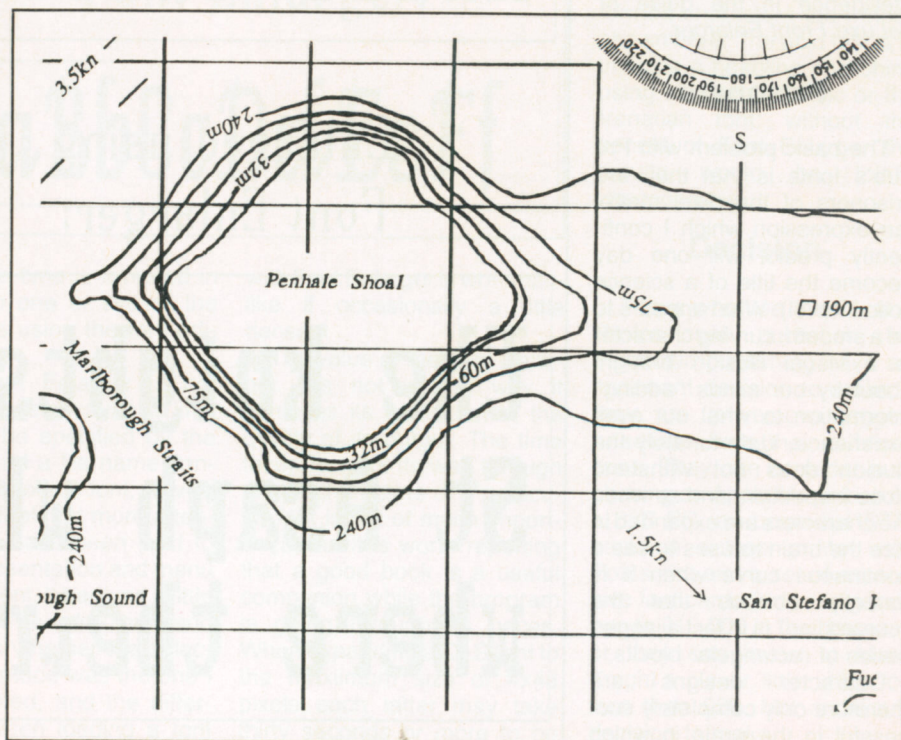 3.5kn
240m
32m
220
210
200
190
180
170
160
150
140
S
Penhale Shoal
75m
190m
Marlborough Straits
75m
60m
32m
240m
240m
240m
1.5kn
ough Sound
San Stefano
Fue